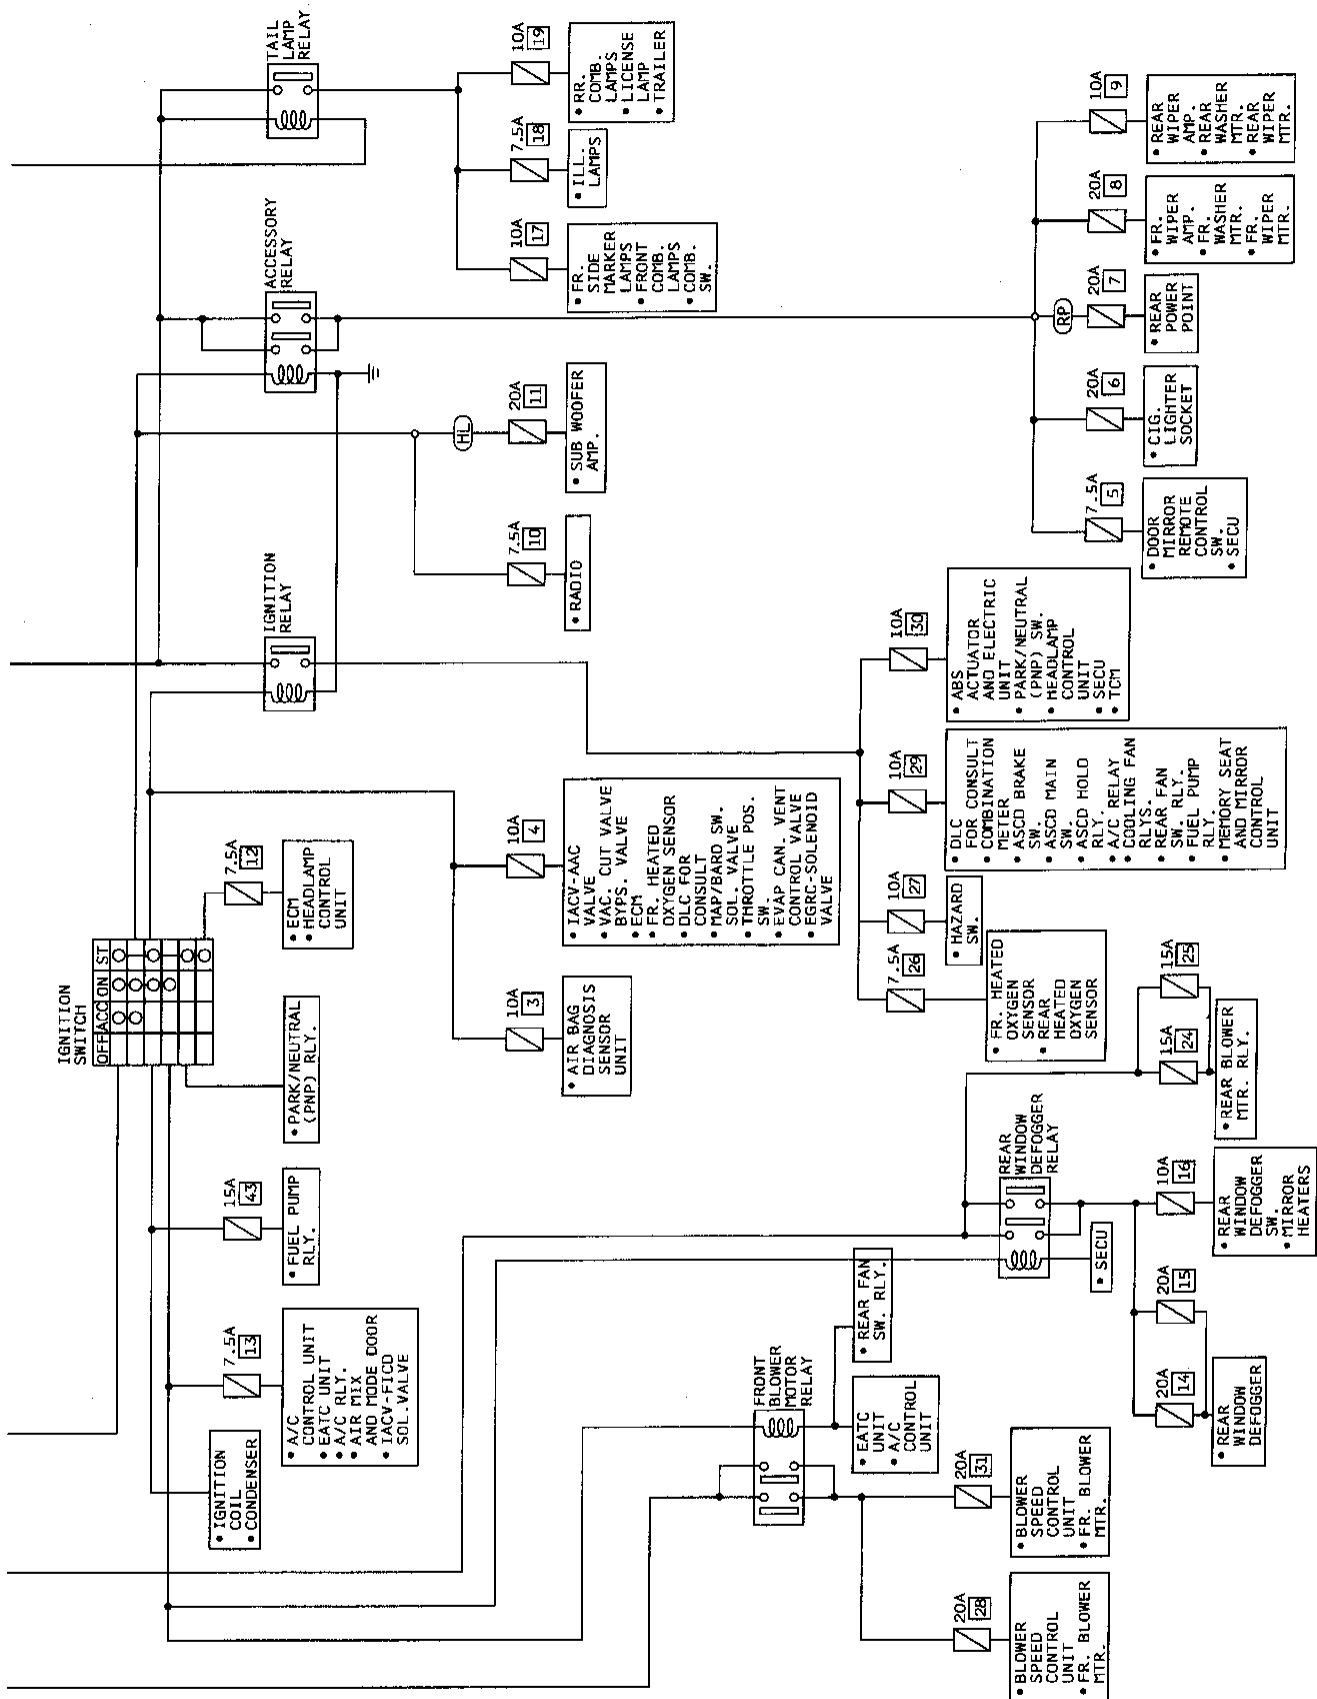 TAIL
LAMP
RELAY
10A
19
• RR.
COMB.
LAMPS
• LICENSE
LAMP
• TRAILER
7.5A
18
• ILL.
LAMPS
10A
17
• FR.
SIDE
MARKER
LAMPS
• FRONT
COMB.
LAMPS
• COMB.
SW.
ACCESSORY
RELAY
10A
9
• REAR
WIPER
AMP.
• REAR
WASHER
MTR.
• REAR
WIPER
MTR.
20A
8
• FR.
WIPER
AMP.
• FR.
WASHER
MTR.
• FR.
WIPER
MTR.
RP
20A
7
• REAR
POWER
POINT
20A
6
• CIG.
LIGHTER
SOCKET
7.5A
5
• DOOR
MIRROR
REMOTE
CONTROL
SW.
• SECU
HL
20A
11
• SUB WOOFER
AMP.
7.5A
10
• RADIO
IGNITION
RELAY
10A
30
• ABS
ACTUATOR
AND ELECTRIC
UNIT
• PARK/NEUTRAL
(PNP) SW.
• HEADLAMP
CONTROL
UNIT
• SECU
• TCM
10A
29
• DLC
FOR CONSULT
• COMBINATION
METER
• ASCD BRAKE
SW.
• ASCD MAIN
SW.
• ASCD HOLD
RLY.
• A/C RELAY
• COOLING FAN
RLYS.
• REAR FAN
SW. RLY.
• FUEL PUMP
RLY.
• MEMORY SEAT
AND MIRROR
CONTROL
UNIT
10A
27
• HAZARD
SW.
7.5A
26
• FR. HEATED
OXYGEN
SENSOR
• REAR
HEATED
OXYGEN
SENSOR
7.5A
12
• ECM
• HEADLAMP
CONTROL
UNIT
10A
4
• IACV-AAC
VALVE
• VAC. CUT VALVE
BYPS. VALVE
• ECM
• FR. HEATED
OXYGEN SENSOR
• DLC FOR
CONSULT
• MAP/BARO SW.
SOL. VALVE
• THROTTLE POS.
SW.
• EVAP CAN. VENT
CONTROL VALVE
• EGRC-SOLENOID
VALVE
10A
3
• AIR BAG
DIAGNOSIS
SENSOR
UNIT
IGNITION
SWITCH
OFF ACC ON ST
• PARK/NEUTRAL
(PNP) RLY.
15A
43
• FUEL PUMP
RLY.
7.5A
13
• A/C
CONTROL UNIT
• EATC UNIT
• A/C RLY.
• AIR MIX
AND MODE DOOR
• IACV-FICD
SOL.VALVE
• IGNITION
COIL
• CONDENSER
15A
25
15A
24
• REAR BLOWER
MTR. RLY.
REAR
WINDOW
DEFOGGER
RELAY
• SECU
10A
16
• REAR
WINDOW
DEFOGGER
SW.
• MIRROR
HEATERS
20A
15
20A
14
• REAR
WINDOW
DEFOGGER
FRONT
BLOWER
MOTOR
RELAY
• REAR FAN
SW. RLY.
• EATC
UNIT
• A/C
CONTROL
UNIT
20A
31
• BLOWER
SPEED
CONTROL
UNIT
• FR. BLOWER
MTR.
20A
28
• BLOWER
SPEED
CONTROL
UNIT
• FR. BLOWER
MTR.